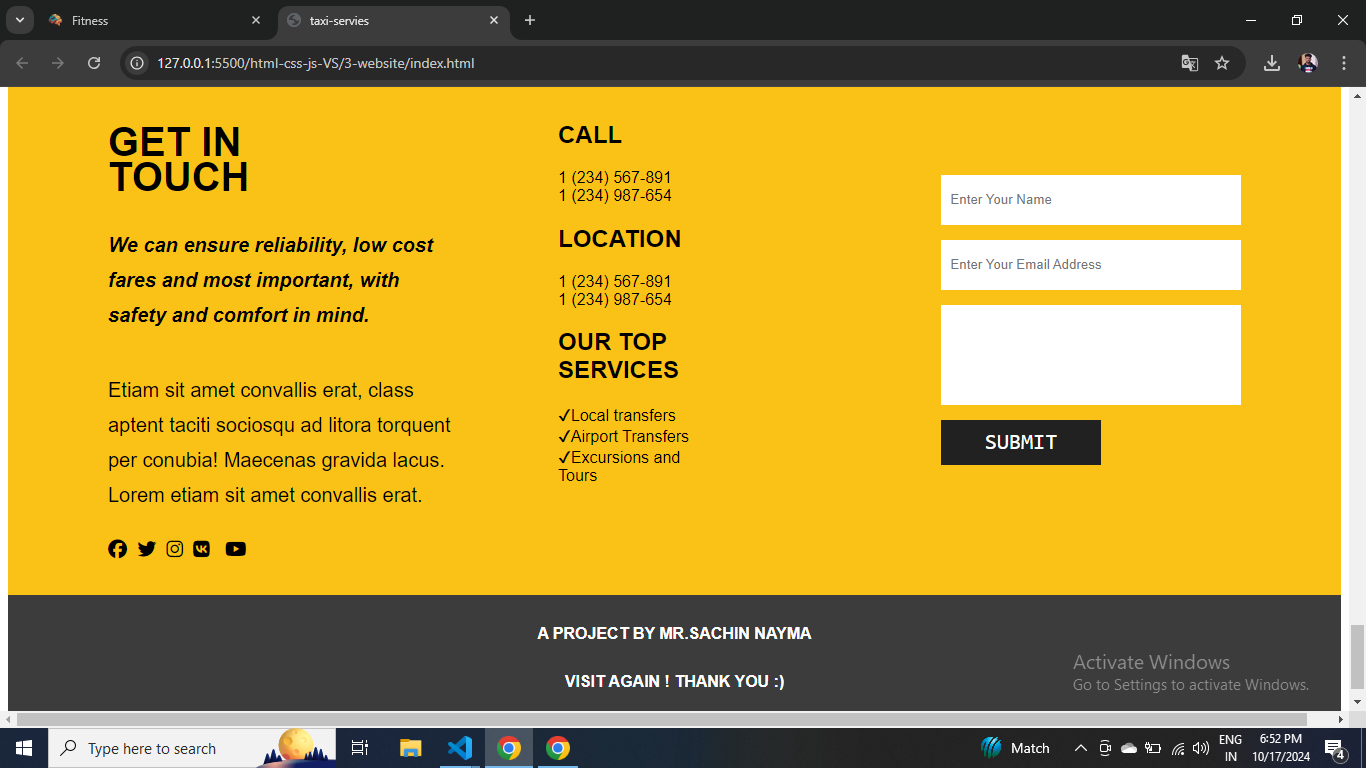 Fitness
taxi-servies
127.0.0.1:5500/html-css-js-VS/3-website/index.html
GET IN
TOUCH
We can ensure reliability, low cost
fares and most important, with
safety and comfort in mind.
Etiam sit amet convallis erat, class
aptent taciti sociosqu ad litora torquent
per conubia! Maecenas gravida lacus.
Lorem etiam sit amet convallis erat.
CALL
1 (234) 567-891
1 (234) 987-654
LOCATION
1 (234) 567-891
1 (234) 987-654
OUR TOP
SERVICES
✓Local transfers
✓Airport Transfers
✓Excursions and
Tours
Enter Your Name
Enter Your Email Address
SUBMIT
A PROJECT BY MR.SACHIN NAYMA
VISIT AGAIN ! THANK YOU :)
Activate Windows
Go to Settings to activate Windows.
Type here to search
Match
ENG
IN
6:52 PM
10/17/2024
4